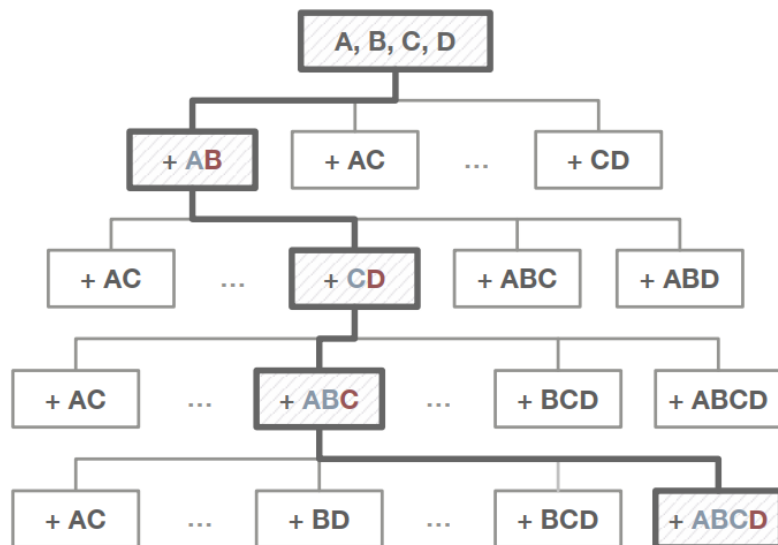 A, B, C, D
+ AB + AC ... + CD
+ AC ... + CD + ABC + ABD
+ AC ... + ABC ... + BCD + ABCD
+ AC ... + BD ... + BCD + ABCD